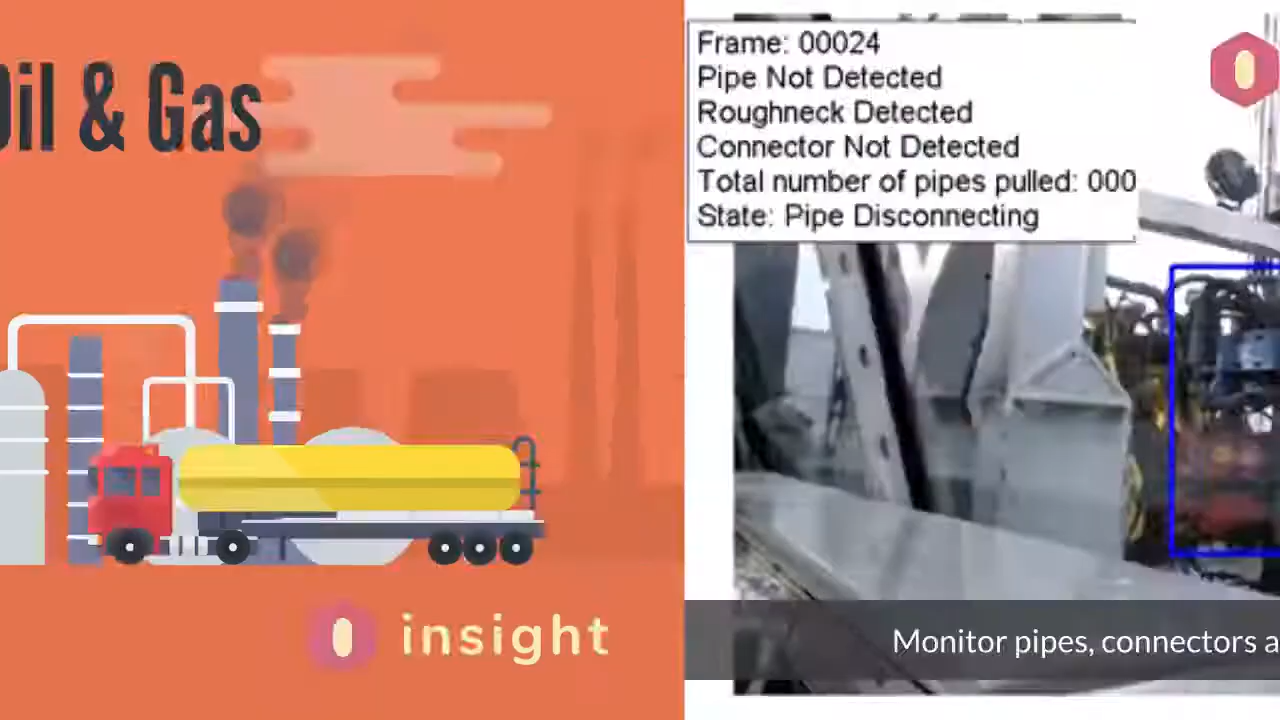 Oil & Gas
insight
Frame: 00024
Pipe Not Detected
Roughneck Detected
Connector Not Detected
Total number of pipes pulled: 000
State: Pipe Disconnecting
Monitor pipes, connectors a